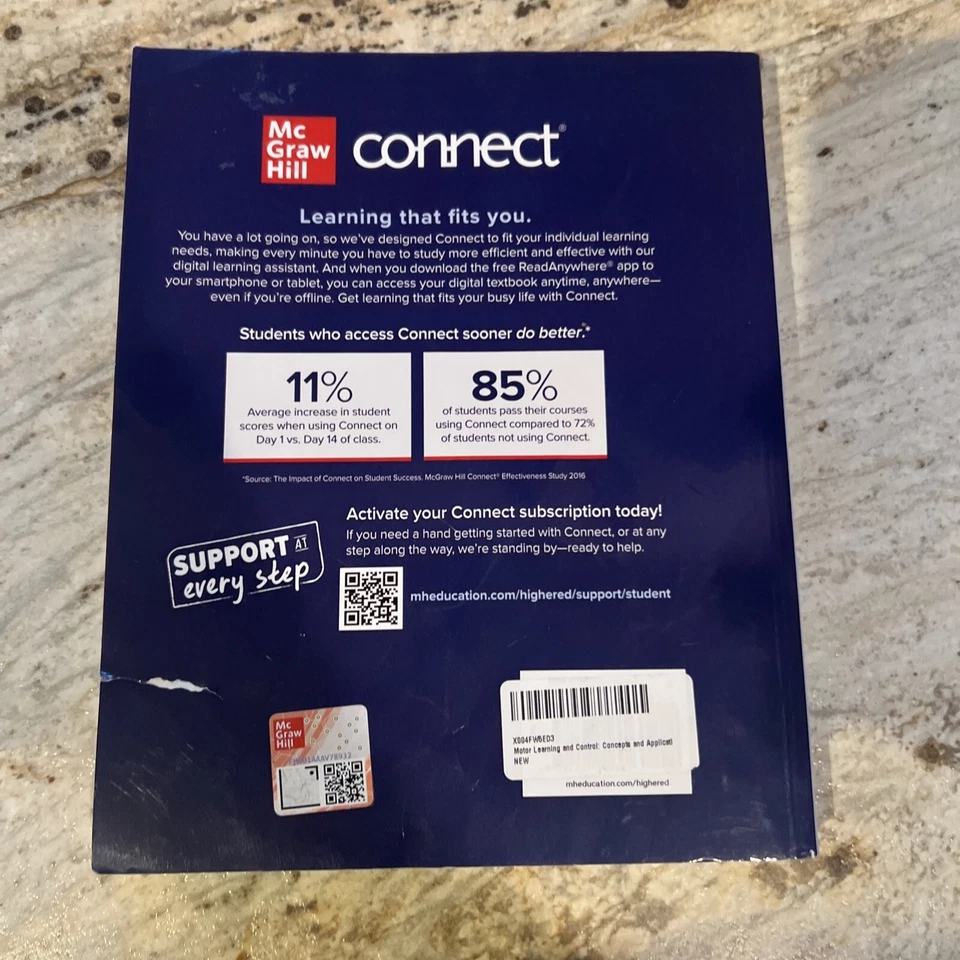 Mc
Graw
Hill
connect®
Learning that fits you.
You have a lot going on, so we've designed Connect to fit your individual learning
needs, making every minute you have to study more efficient and effective with our
digital learning assistant. And when you download the free ReadAnywhere® app to
your smartphone or tablet, you can access your digital textbook anytime, anywhere—
even if you're offline. Get learning that fits your busy life with Connect.
Students who access Connect sooner do better.*
11%
Average increase in student
scores when using Connect on
Day 1 vs. Day 14 of class.
85%
of students pass their courses
using Connect compared to 72%
of students not using Connect.
*Source: The Impact of Connect on Student Success. McGraw Hill Connect® Effectiveness Study 2016
Activate your Connect subscription today!
If you need a hand getting started with Connect, or at any
step along the way, we're standing by—ready to help.
SUPPORT AT
every step
mheducation.com/highered/support/student
Mc
Graw
Hill
X004FW5ED3
Motor Learning and Control: Concepts and Applicati
NEW
mheducation.com/highered